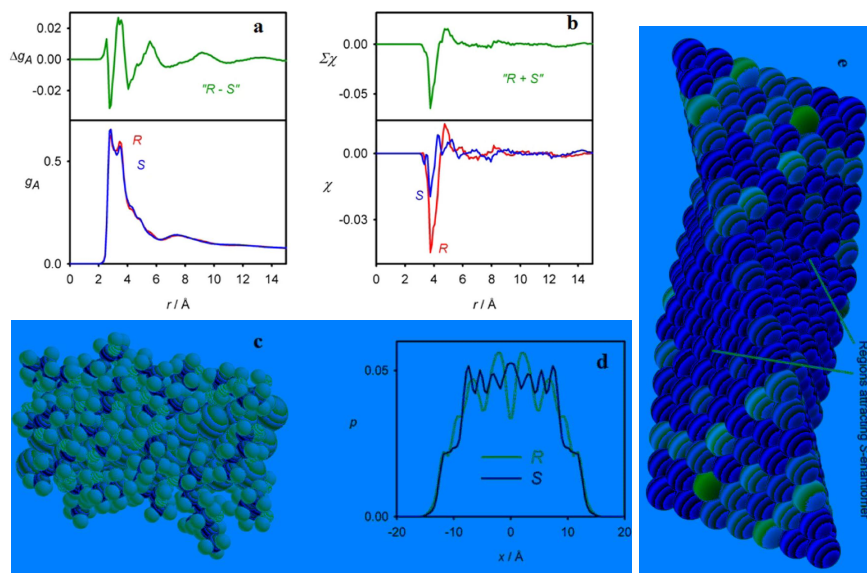 a
0.02
Δg_A 0.00
-0.02
"R - S"
R
S
0.5
g_A
0.0
0 2 4 6 8 10 12 14
r / Å
b
0.00
Σχ
-0.05
"R + S"
0.00
χ
-0.03
S
R
0 2 4 6 8 10 12 14
r / Å
c
d
0.05
p
R
S
0.00
-20 -10 0 10 20
x / Å
e
Regions attracting S-enantiomer